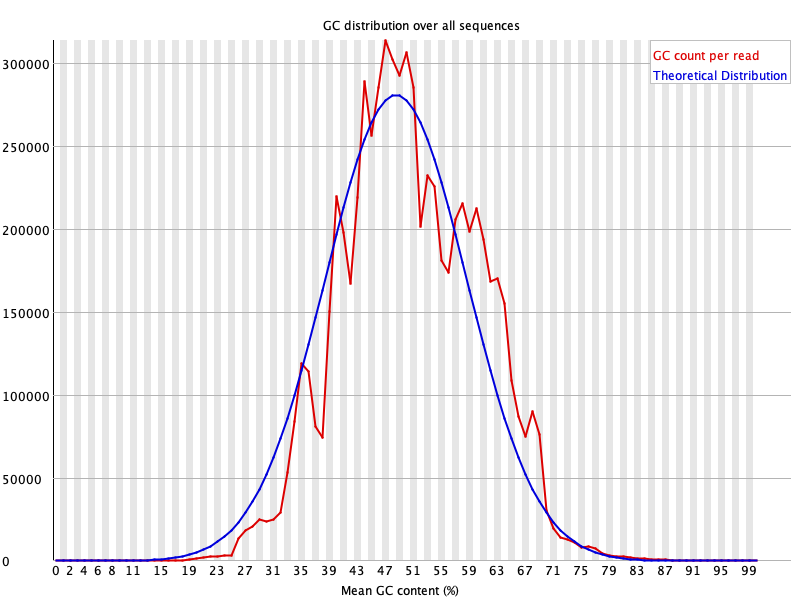 GC distribution over all sequences
GC count per read
Theoretical Distribution
300000
250000
200000
150000
100000
50000
0
0 2 4 6 8 11 15 19 23 27 31 35 39 43 47 51 55 59 63 67 71 75 79 83 87 91 95 99
Mean GC content (%)